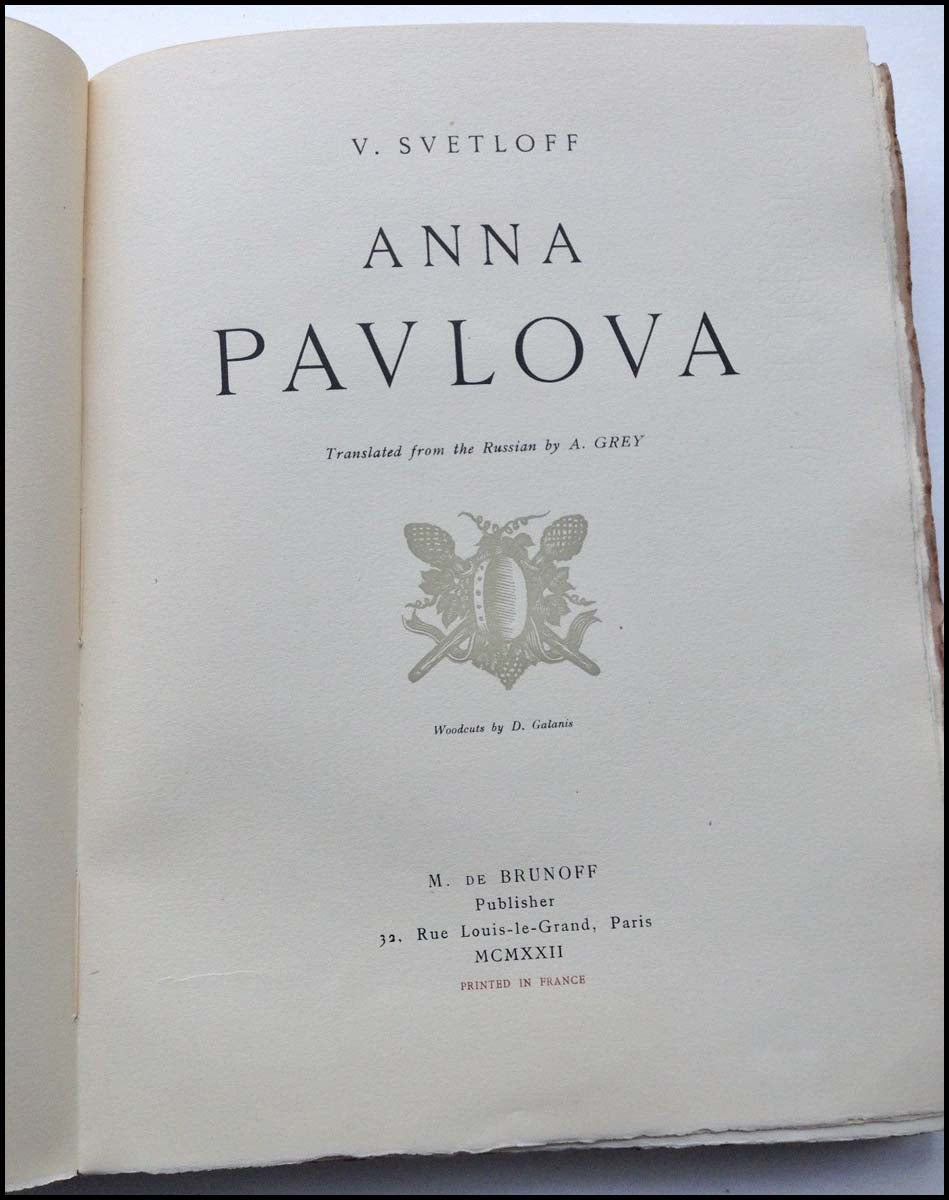 V. SVETLOFF
ANNA
PAVLOVA
Translated from the Russian by A. GREY
Woodcuts by D. Galanis
M. DE BRUNOFF
Publisher
32, Rue Louis-le-Grand, Paris
MCMXXII
PRINTED IN FRANCE